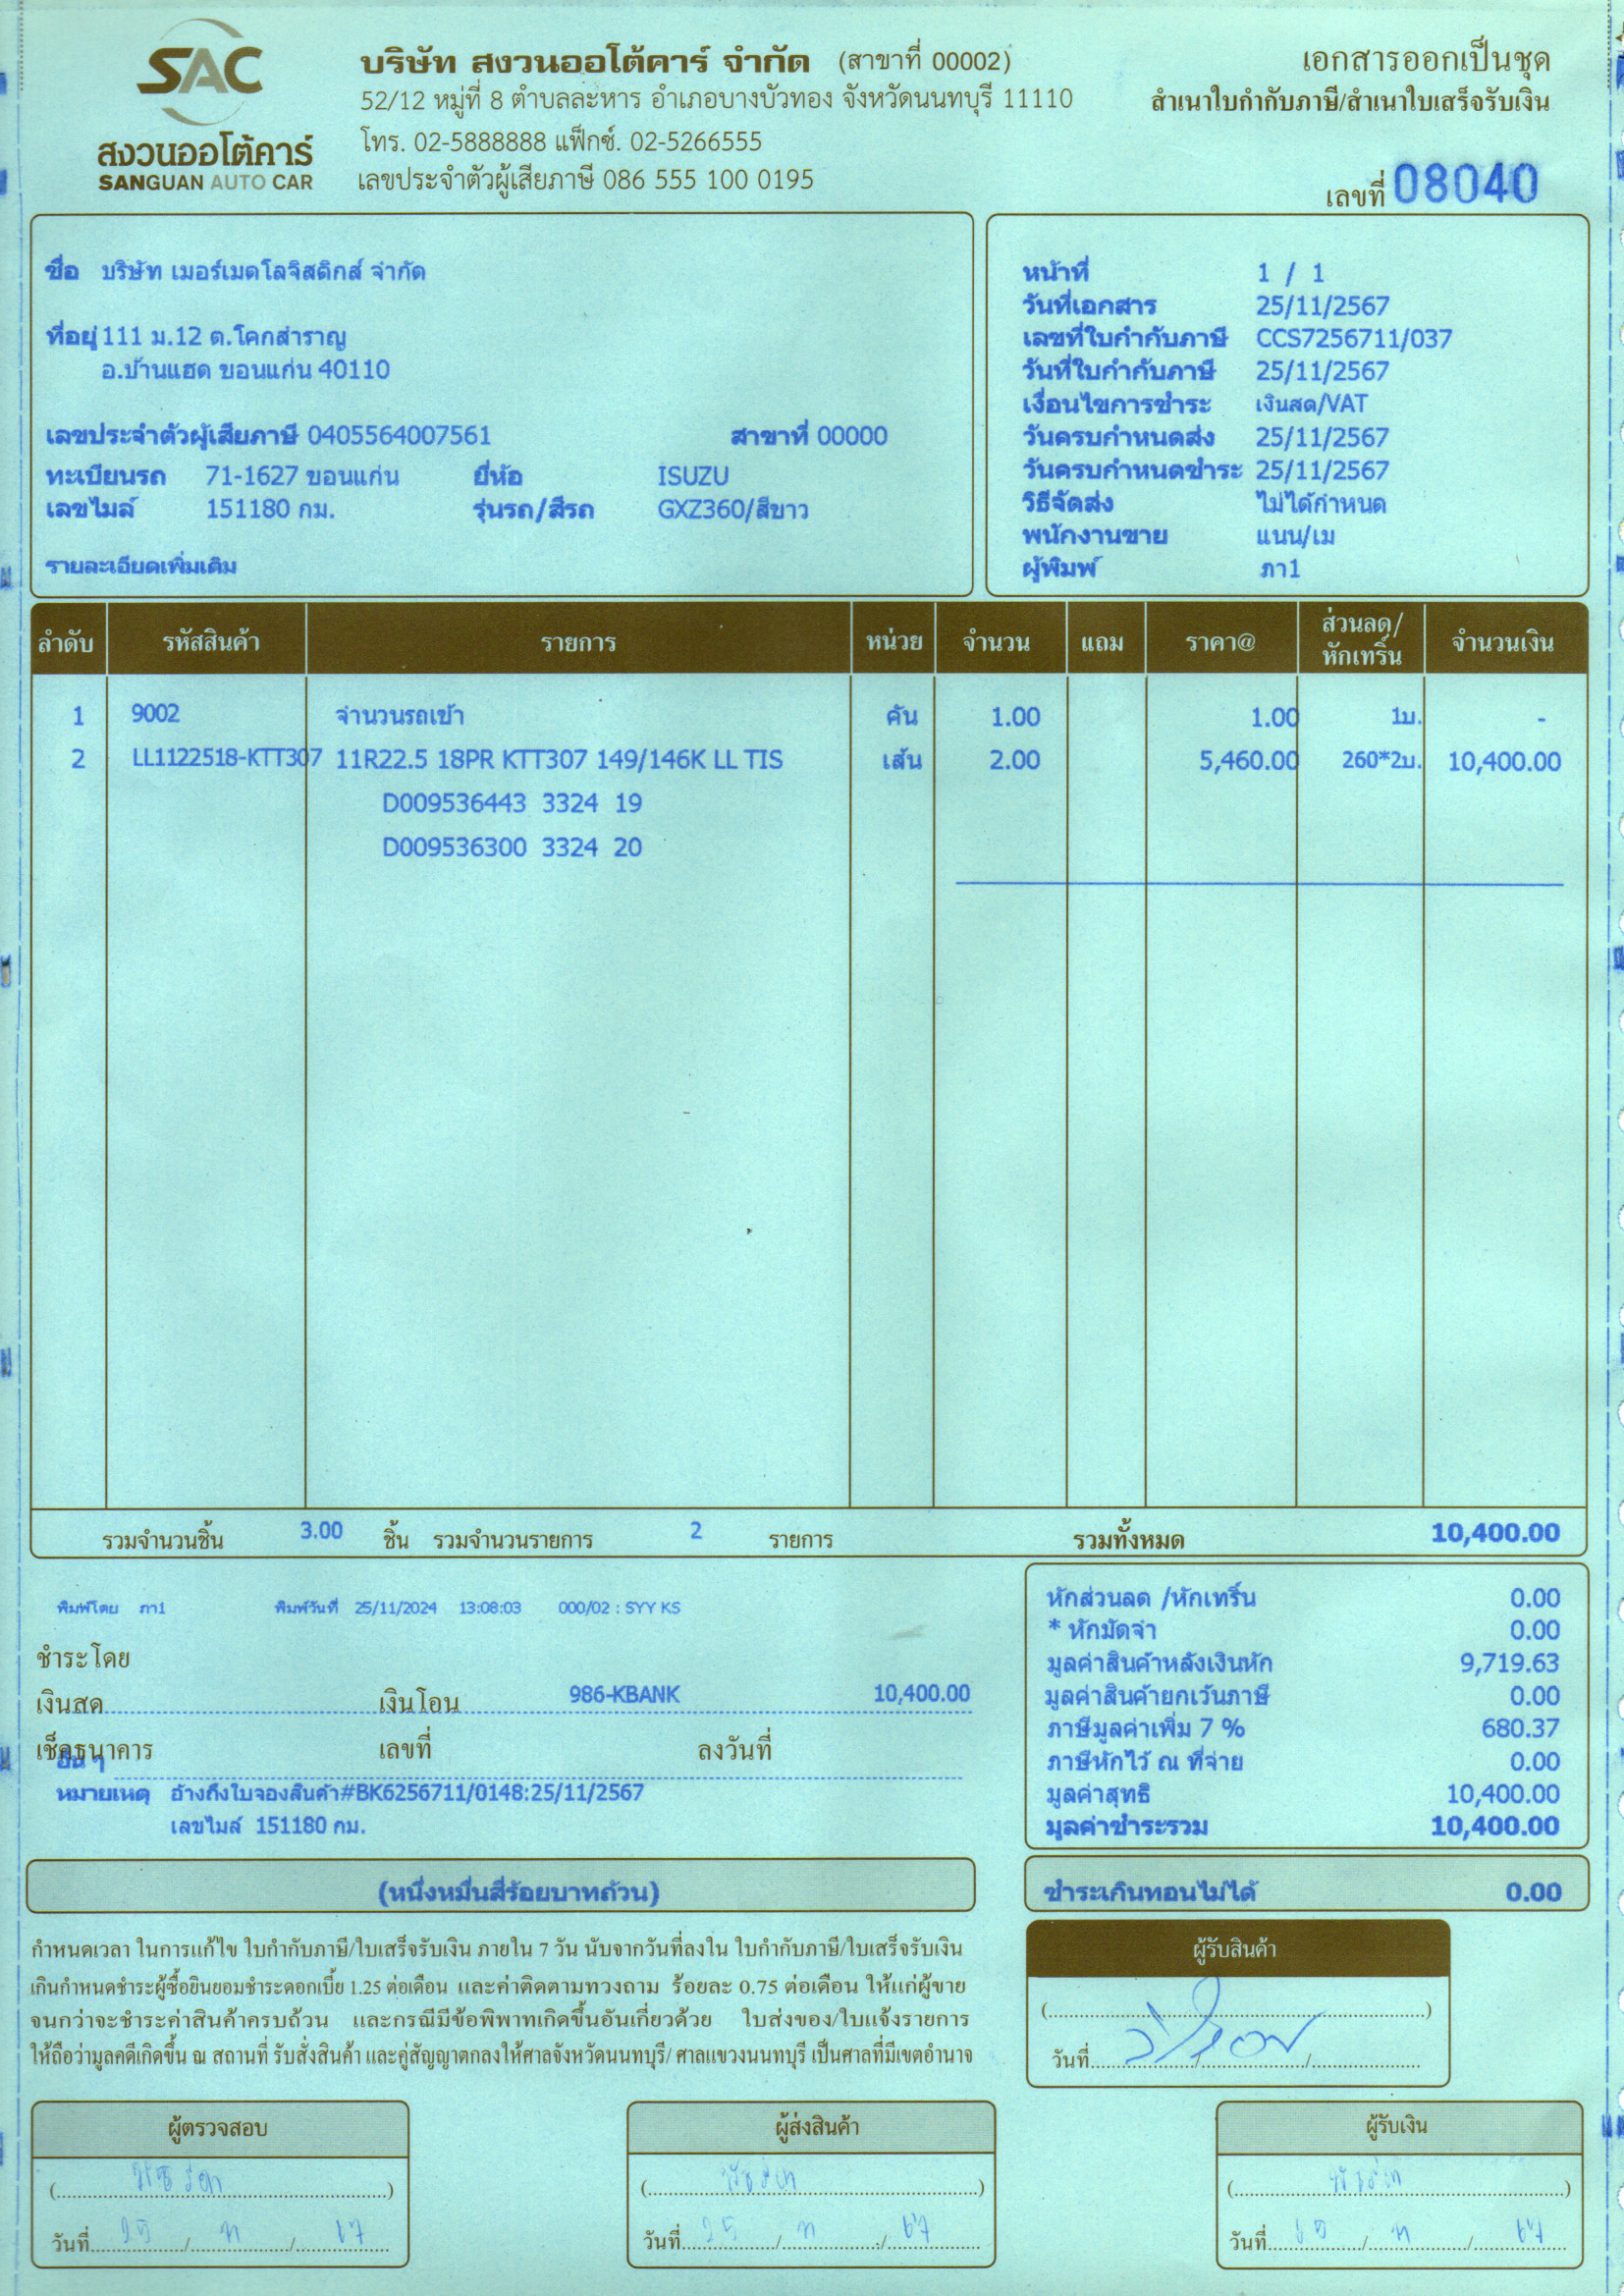 SAC
สงวนออโต้คาร์
SANGUAN AUTO CAR
บริษัท สงวนออโต้คาร์ จำกัด (สาขาที่ 00002)
52/12 หมู่ที่ 8 ตำบลละหาร อำเภอบางบัวทอง จังหวัดนนทบุรี 11110
โทร. 02-5888888 แฟ็กซ์. 02-5266555
เลขประจำตัวผู้เสียภาษี 086 555 100 0195
เอกสารออกเป็นชุด
สำเนาใบกำกับภาษี/สำเนาใบเสร็จรับเงิน
เลขที่ 08040
ชื่อ บริษัท เมอร์เมดโลจิสติกส์ จำกัด
ที่อยู่ 111 ม.12 ต.โคกสำราญ
อ.บ้านแฮด ขอนแก่น 40110
เลขประจำตัวผู้เสียภาษี 0405564007561 สาขาที่ 00000
ทะเบียนรถ 71-1627 ขอนแก่น ยี่ห้อ ISUZU
เลขไมล์ 151180 กม. รุ่นรถ/สีรถ GXZ360/สีขาว
รายละเอียดเพิ่มเติม
หน้าที่ 1 / 1
วันที่เอกสาร 25/11/2567
เลขที่ใบกำกับภาษี CCS7256711/037
วันที่ใบกำกับภาษี 25/11/2567
เงื่อนไขการชำระ เงินสด/VAT
วันครบกำหนดส่ง 25/11/2567
วันครบกำหนดชำระ 25/11/2567
วิธีจัดส่ง ไม่ได้กำหนด
พนักงานขาย แนน/เม
ผู้พิมพ์ ภา1
ลำดับ รหัสสินค้า รายการ หน่วย จำนวน แถม ราคา@ ส่วนลด/หักเทริ์น จำนวนเงิน
1 9002 จำนวนรถเข้า คัน 1.00 1.00 1บ. -
2 LL1122518-KTT307 11R22.5 18PR KTT307 149/146K LL TIS เส้น 2.00 5,460.00 260*2บ. 10,400.00
D009536443 3324 19
D009536300 3324 20
รวมจำนวนชิ้น 3.00 ชิ้น รวมจำนวนรายการ 2 รายการ รวมทั้งหมด 10,400.00
พิมพ์โดย ภา1 พิมพ์วันที่ 25/11/2024 13:08:03 000/02 : SYY KS
ชำระโดย
เงินสด เงินโอน 986-KBANK 10,400.00
เช็คธนาคาร เลขที่ ลงวันที่
อื่น ๆ
หมายเหตุ อ้างถึงใบจองสินค้า#BK6256711/0148:25/11/2567
เลขไมล์ 151180 กม.
หักส่วนลด /หักเทริ์น 0.00
* หักมัดจำ 0.00
มูลค่าสินค้าหลังเงินหัก 9,719.63
มูลค่าสินค้ายกเว้นภาษี 0.00
ภาษีมูลค่าเพิ่ม 7 % 680.37
ภาษีหักไว้ ณ ที่จ่าย 0.00
มูลค่าสุทธิ 10,400.00
มูลค่าชำระรวม 10,400.00
(หนึ่งหมื่นสี่ร้อยบาทถ้วน)
ชำระเกินทอนไม่ได้ 0.00
กำหนดเวลา ในการแก้ไข ใบกำกับภาษี/ใบเสร็จรับเงิน ภายใน 7 วัน นับจากวันที่ลงใน ใบกำกับภาษี/ใบเสร็จรับเงิน
เกินกำหนดชำระผู้ซื้อยินยอมชำระดอกเบี้ย 1.25 ต่อเดือน และค่าติดตามทวงถาม ร้อยละ 0.75 ต่อเดือน ให้แก่ผู้ขาย
จนกว่าจะชำระค่าสินค้าครบถ้วน และกรณีมีข้อพิพาทเกิดขึ้นอันเกี่ยวด้วย ใบส่งของ/ใบแจ้งรายการ
ให้ถือว่ามูลคดีเกิดขึ้น ณ สถานที่ รับสั่งสินค้า และคู่สัญญาตกลงให้ศาลจังหวัดนนทบุรี/ ศาลแขวงนนทบุรี เป็นศาลที่มีเขตอำนาจ
ผู้รับสินค้า
วันที่
ผู้ตรวจสอบ ผู้ส่งสินค้า ผู้รับเงิน
วันที่ 25 / 11 / 67 วันที่ 25 / 11 / 67 วันที่ 25 / 11 / 67